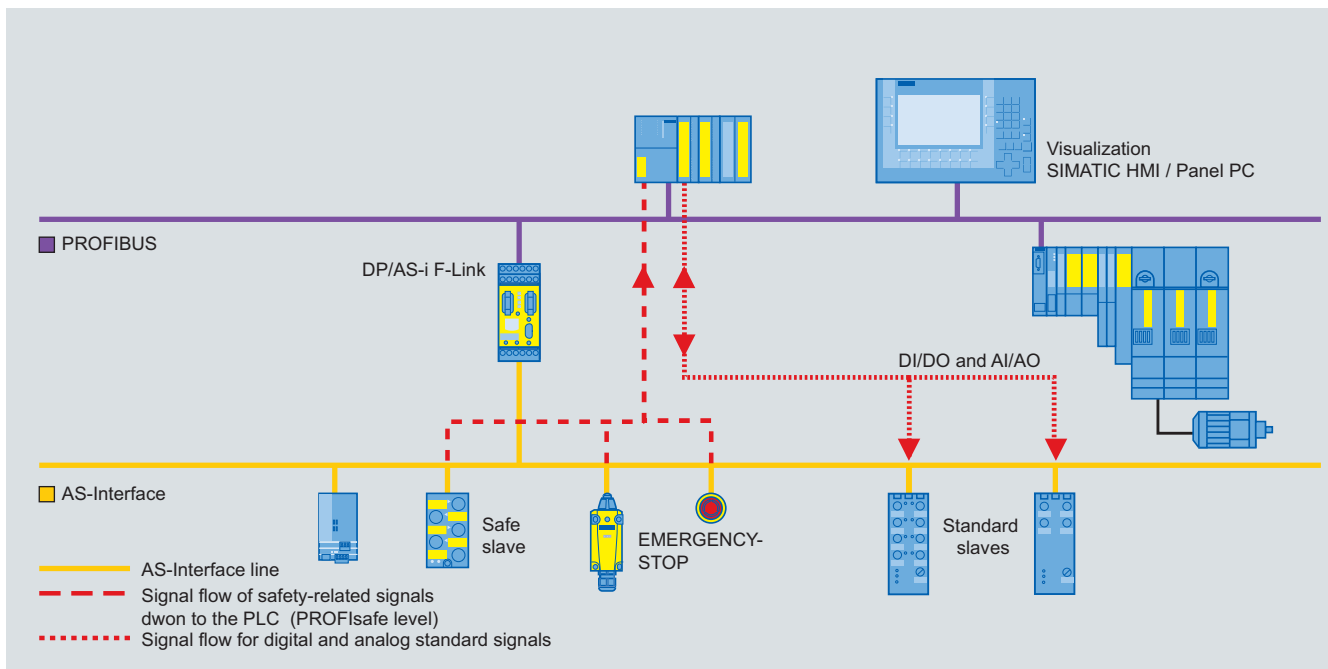 Visualization
SIMATIC HMI / Panel PC
PROFIBUS
DP/AS-i F-Link
DI/DO and AI/AO
AS-Interface
Safe
slave
EMERGENCY-
STOP
Standard
slaves
AS-Interface line
Signal flow of safety-related signals
dwon to the PLC (PROFIsafe level)
Signal flow for digital and analog standard signals